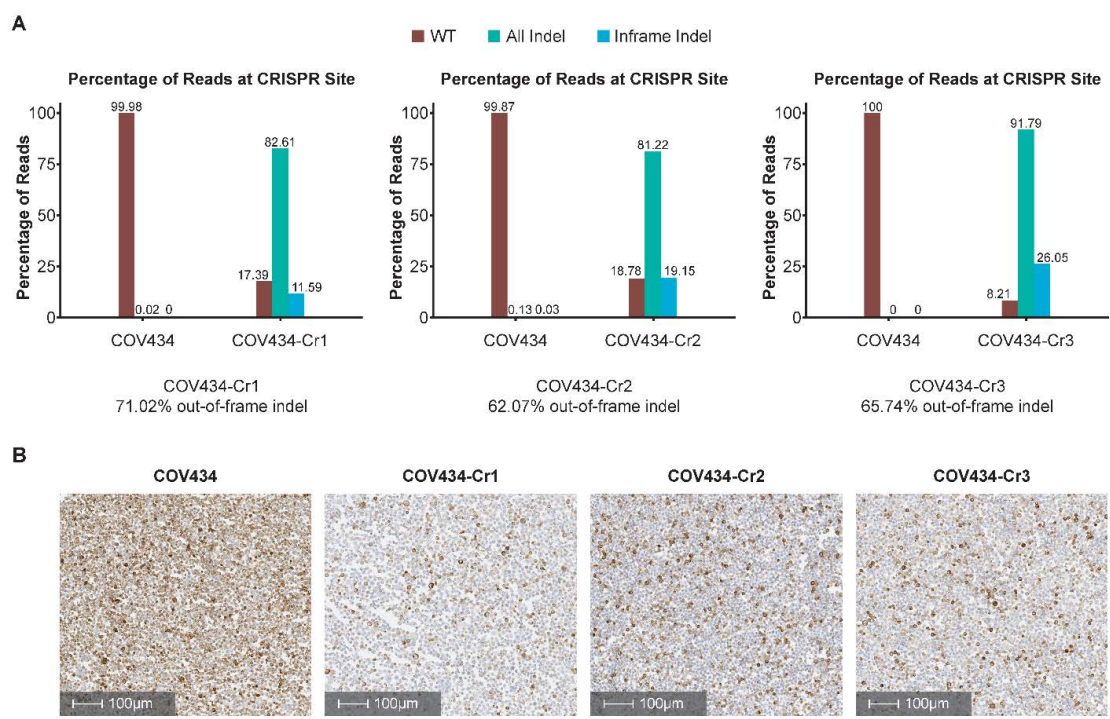 A
WT All Indel Inframe Indel
Percentage of Reads at CRISPR Site
Percentage of Reads
100
75
50
25
0
99.98
0.02 0
82.61
17.39
11.59
COV434 COV434-Cr1
COV434-Cr1
71.02% out-of-frame indel
Percentage of Reads at CRISPR Site
Percentage of Reads
100
75
50
25
0
99.87
0.13 0.03
81.22
18.78 19.15
COV434 COV434-Cr2
COV434-Cr2
62.07% out-of-frame indel
Percentage of Reads at CRISPR Site
Percentage of Reads
100
75
50
25
0
100
0 0
91.79
8.21
26.05
COV434 COV434-Cr3
COV434-Cr3
65.74% out-of-frame indel
B
COV434 COV434-Cr1 COV434-Cr2 COV434-Cr3
100μm 100μm 100μm 100μm